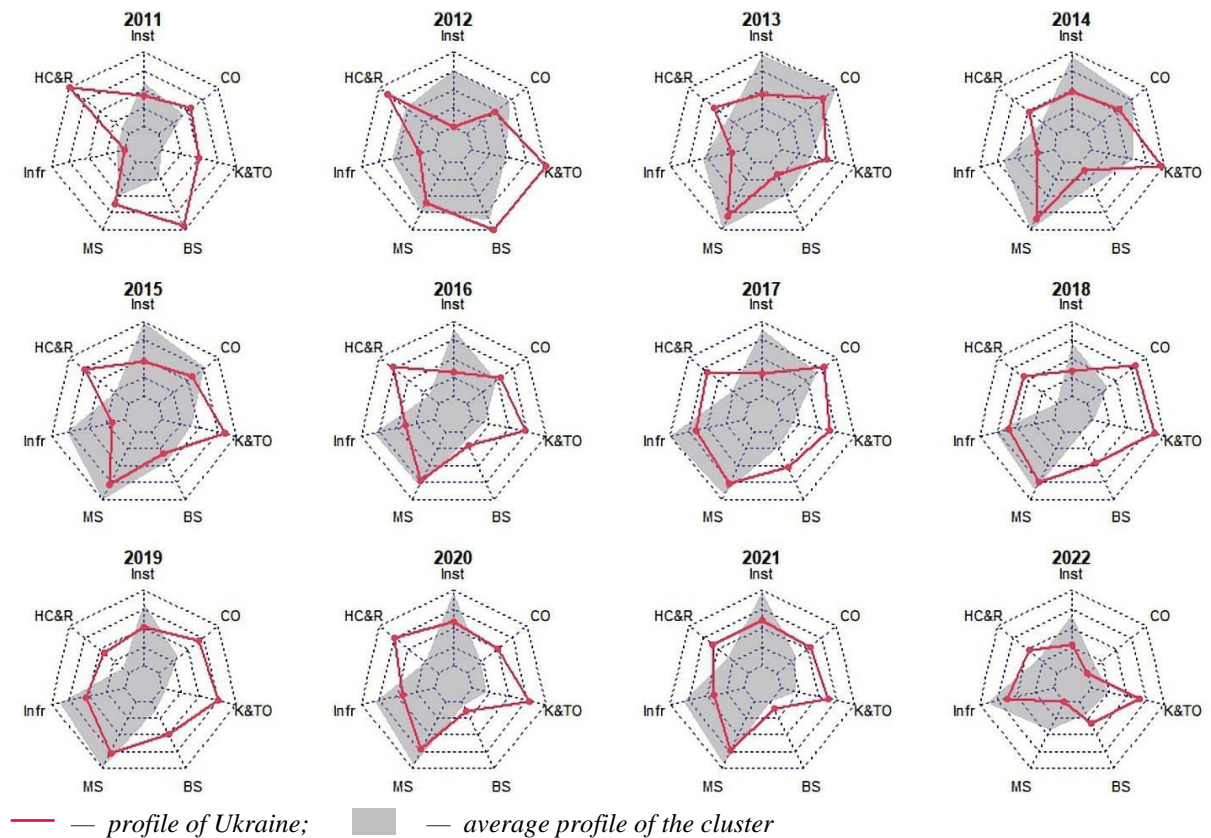 2011 2012 2013 2014
Inst Inst Inst Inst
HC&R CO HC&R CO HC&R CO HC&R CO
Infr K&TO Infr K&TO Infr K&TO Infr K&TO
MS BS MS BS MS BS MS BS
2015 2016 2017 2018
Inst Inst Inst Inst
HC&R CO HC&R CO HC&R CO HC&R CO
Infr K&TO Infr K&TO Infr K&TO Infr K&TO
MS BS MS BS MS BS MS BS
2019 2020 2021 2022
Inst Inst Inst Inst
HC&R CO HC&R CO HC&R CO HC&R CO
Infr K&TO Infr K&TO Infr K&TO Infr K&TO
MS BS MS BS MS BS MS BS
— profile of Ukraine; — average profile of the cluster